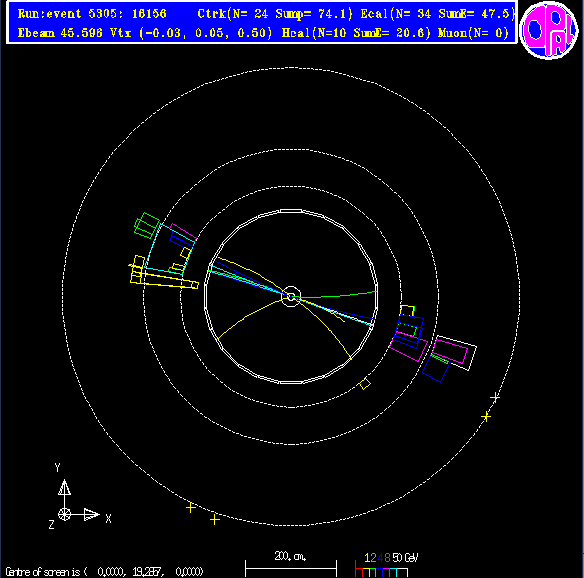 Run:event 5305: 16156 Ctrk(N= 24 Sump= 74.1) Ecal(N= 34 SumE= 47.5)
Ebeam 45.596 Vtx (-0.03, 0.05, 0.50) Hcal(N=10 SumE= 20.6) Muon(N= 0)
OPAL
Y
X
Z
200. cm.
Centre of screen is ( 0.0000, 19.2857, 0.0000)
1 2 4 8 50 GeV